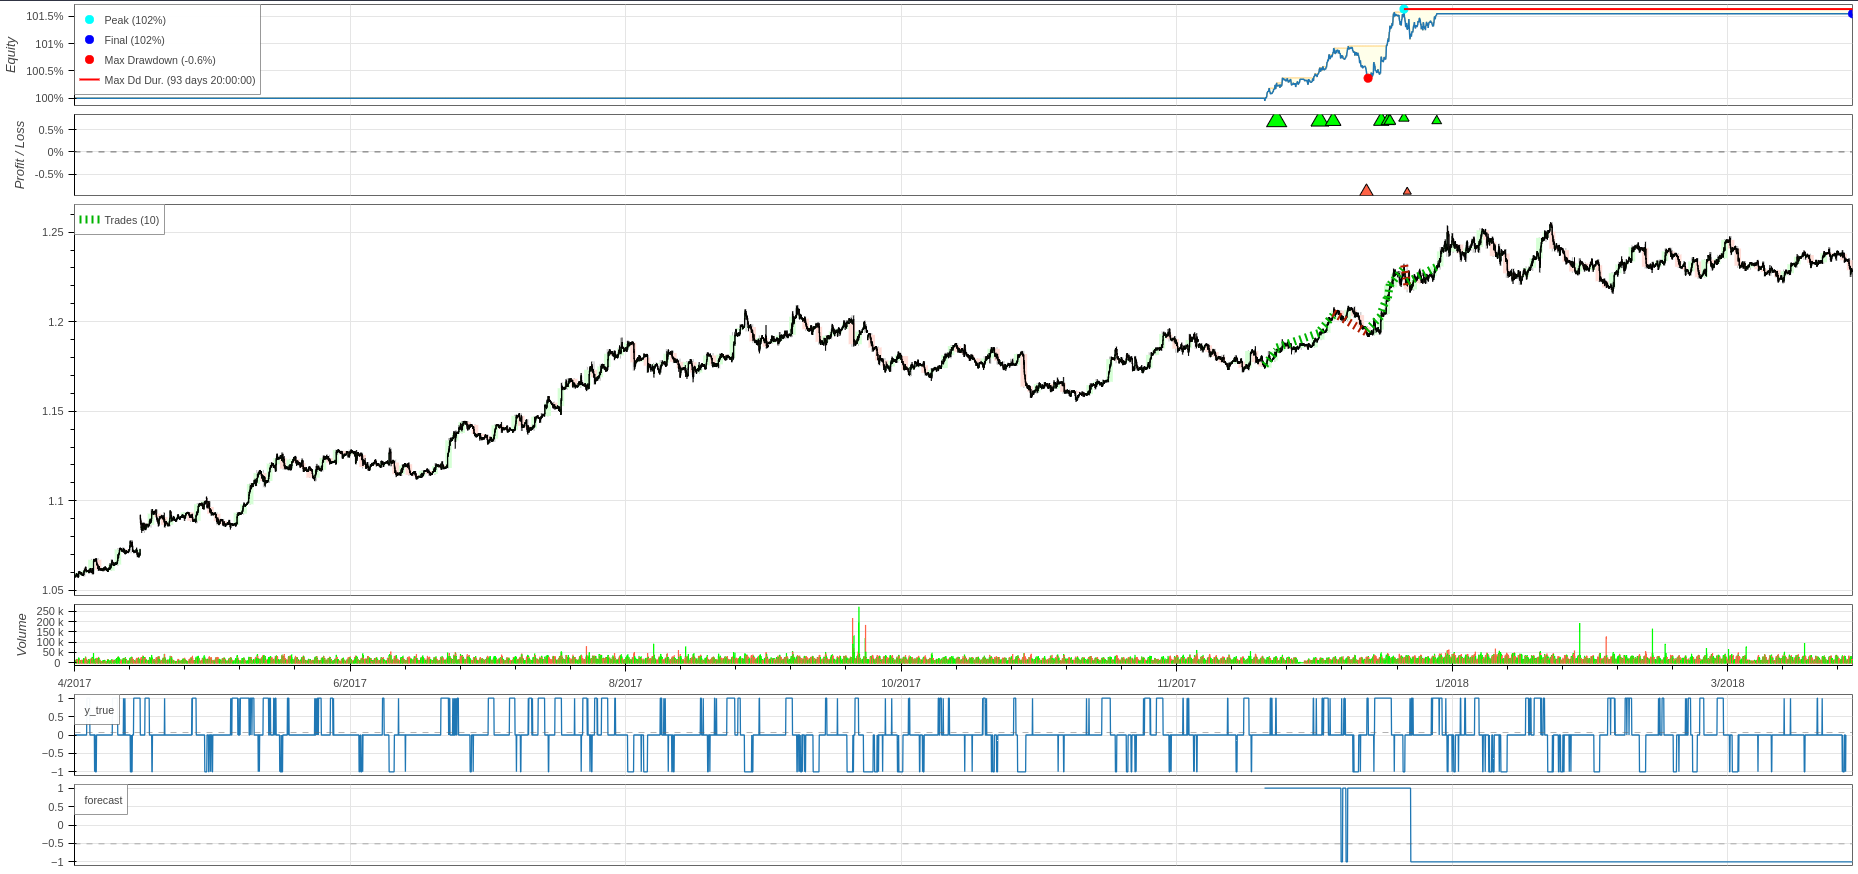 Equity
101.5%
101%
100.5%
100%
Peak (102%)
Final (102%)
Max Drawdown (-0.6%)
Max Dd Dur. (93 days 20:00:00)
Profit / Loss
0.5%
0%
-0.5%
Trades (10)
1.25
1.2
1.15
1.1
1.05
Volume
250 k
200 k
150 k
100 k
50 k
0
4/2017 6/2017 8/2017 10/2017 11/2017 1/2018 3/2018
y_true
1
0.5
0
−0.5
−1
forecast
1
0.5
0
−0.5
−1